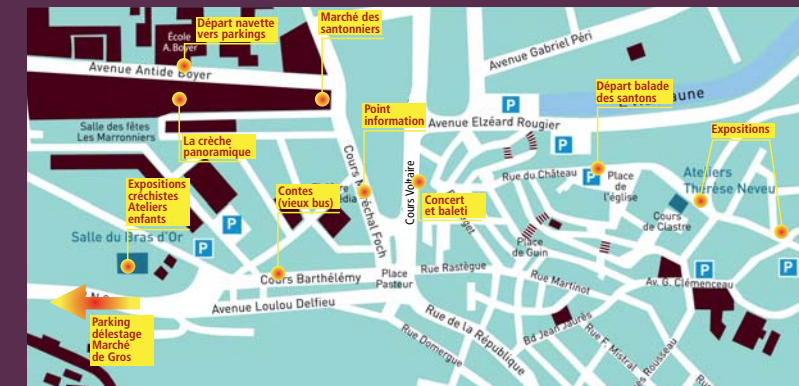 Départ navette
vers parkings
Marché des
santonniers
École
A. Boyer
Avenue Gabriel Péri
Avenue Antide Boyer
Départ balade
des santons
P
Point
information
P
Avenue Elzéard Rougier
Expositions
Salle des fêtes
Les Marronniers
La crèche
panoramique
P
Cours Voltaire
Rue du Château
P
Place
de
l'église
Ateliers
Thérèse Neveu
Expositions
créchistes
Ateliers
enfants
Contes
(vieux bus)
Concert
et baleti
Cours
de Clastre
P
Salle du Bras d'Or
P
Place
de Guin
P
P
P
Cours Barthélémy
Place
Pasteur
Rue Rastègue
Rue Martinot
Av. G. Clémenceau
Avenue Loulou Delfieu
Parking
délestage
Marché
de Gros
Rue de la République
Rue Domergue
Bd Jean Jaurès
Rue F. Mistral
Rousseau